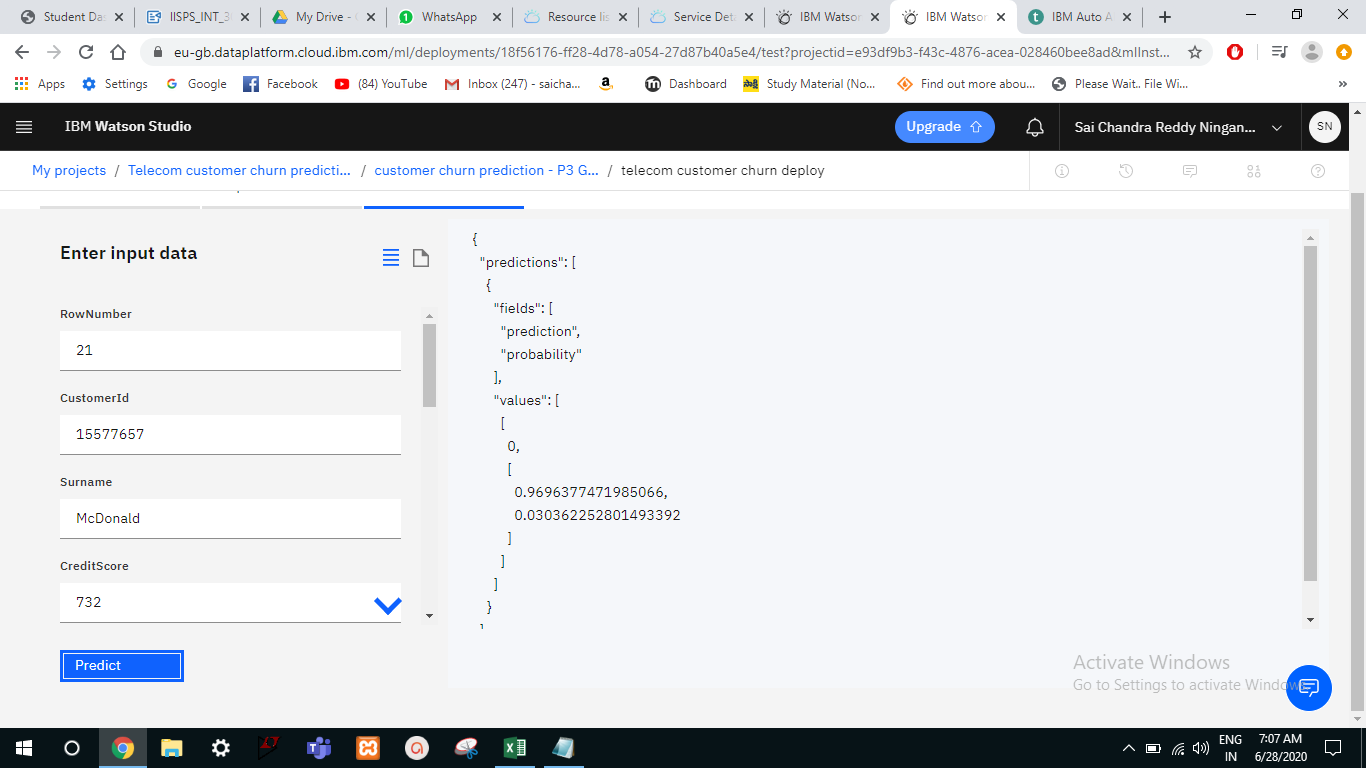 Student Das
IISPS_INT_3
My Drive - G
WhatsApp
Resource lis
Service Deta
IBM Watson
IBM Watson
IBM Auto A
eu-gb.dataplatform.cloud.ibm.com/ml/deployments/18f56176-ff28-4d78-a054-27d87b40a5e4/test?projectid=e93df9b3-f43c-4876-acea-028460bee8ad&mlInst...
Apps
Settings
Google
Facebook
(84) YouTube
Inbox (247) - saicha...
Dashboard
Study Material (No...
Find out more abou...
Please Wait.. File Wi...
IBM Watson Studio
Upgrade
Sai Chandra Reddy Ningan...
SN
My projects / Telecom customer churn predicti... / customer churn prediction - P3 G... / telecom customer churn deploy
Enter input data
RowNumber
21
CustomerId
15577657
Surname
McDonald
CreditScore
732
Predict
{
"predictions": [
{
"fields": [
"prediction",
"probability"
],
"values": [
[
0,
[
0.9696377471985066,
0.030362252801493392
]
]
]
}
]
Activate Windows
Go to Settings to activate Windows.
ENG
IN
7:07 AM
6/28/2020